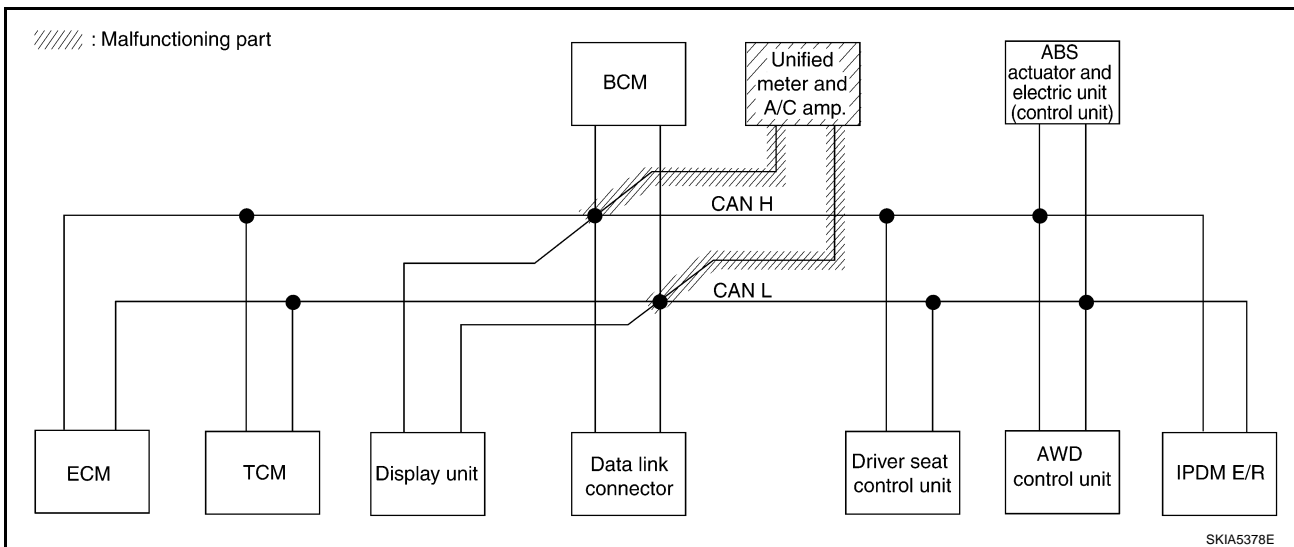 : Malfunctioning part
BCM
Unified
meter and
A/C amp.
ABS
actuator and
electric unit
(control unit)
CAN H
CAN L
ECM
TCM
Display unit
Data link
connector
Driver seat
control unit
AWD
control unit
IPDM E/R
SKIA5378E